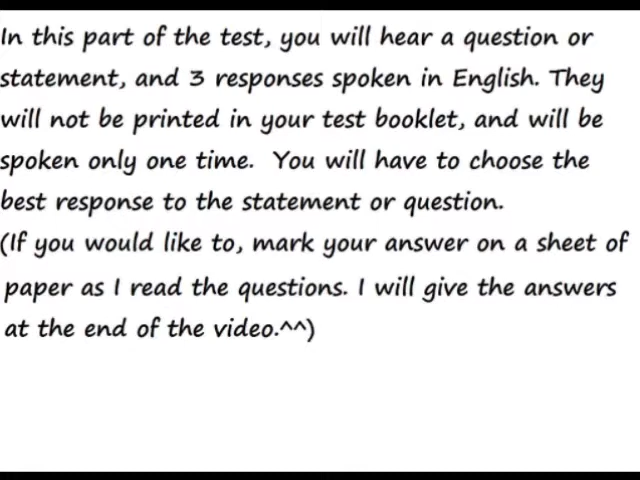 In this part of the test, you will hear a question or
statement, and 3 responses spoken in English. They
will not be printed in your test booklet, and will be
spoken only one time.  You will have to choose the
best response to the statement or question.
(If you would like to, mark your answer on a sheet of
paper as I read the questions. I will give the answers
at the end of the video.^^)